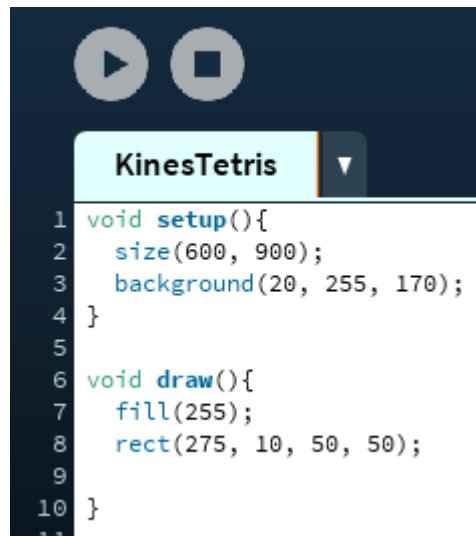 KinesTetris
1 void setup(){
2   size(600, 900);
3   background(20, 255, 170);
4 }
5
6 void draw(){
7   fill(255);
8   rect(275, 10, 50, 50);
9
10 }